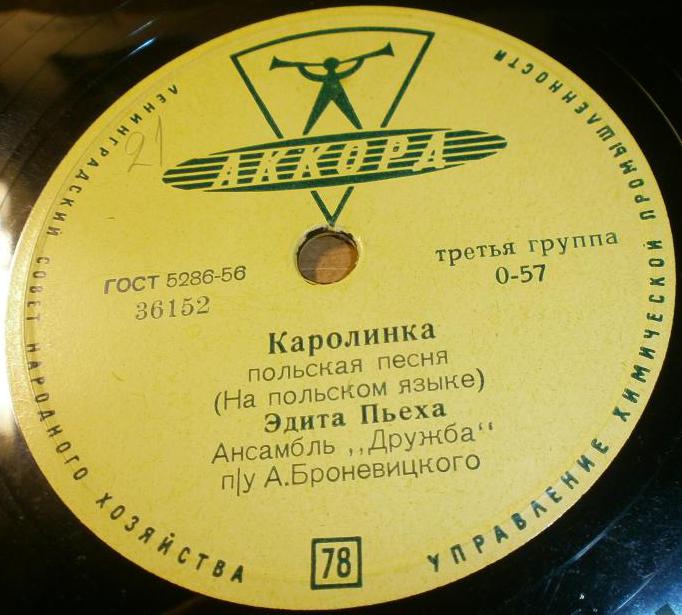 ЛЕНИНГРАДСКИЙ СОВЕТ НАРОДНОГО ХОЗЯЙСТВА
УПРАВЛЕНИЕ ХИМИЧЕСКОЙ ПРОМЫШЛЕННОСТИ
21
АККОРД
ГОСТ 5286-56
36152
третья группа
0-57
Каролинка
польская песня
(На польском языке)
Эдита Пьеха
Ансамбль ,,Дружба“
п/у А.Броневицкого
78